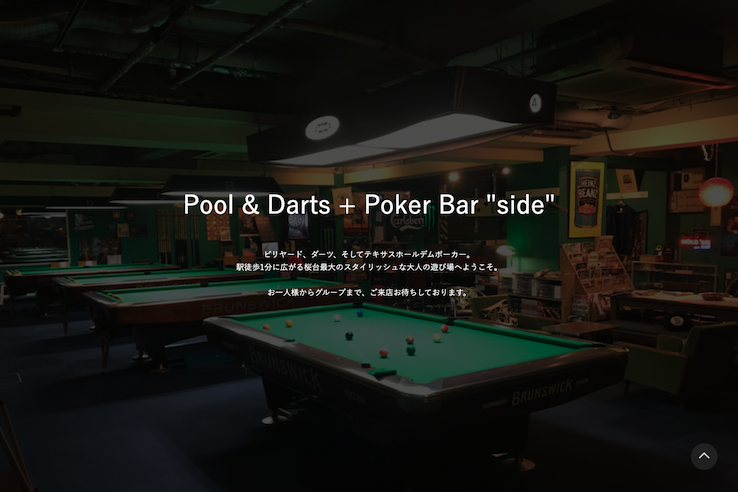 Pool & Darts + Poker Bar "side"
ビリヤード、ダーツ、そしてテキサスホールデムポーカー。
駅徒歩1分に広がる桜台最大のスタイリッシュな大人の遊び場へようこそ。
お一人様からグループまで、ご来店お待ちしております。
HEINZ
BEANZ
BRUNSWICK
BRUNSWICK
BRUNSWICK